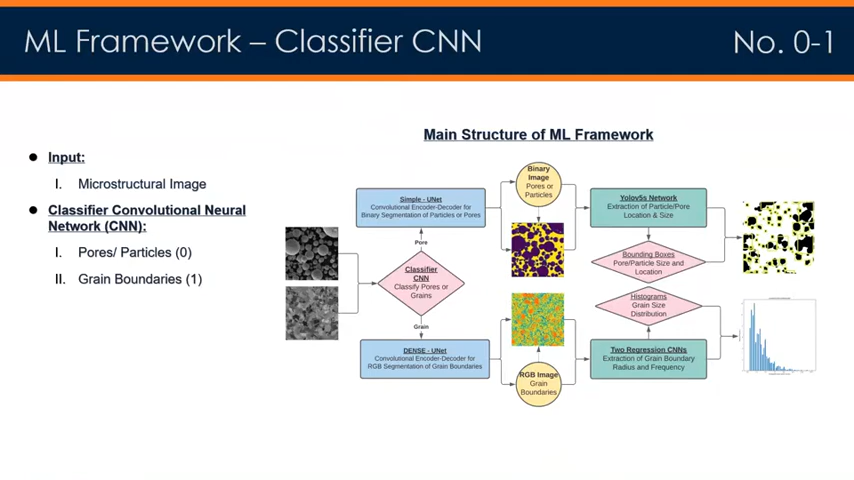 ML Framework – Classifier CNN
No. 0-1
Main Structure of ML Framework
● Input:
I. Microstructural Image
● Classifier Convolutional Neural
Network (CNN):
I. Pores/ Particles (0)
II. Grain Boundaries (1)
Simple - UNet
Convolutional Encoder-Decoder for
Binary Segmentation of Particles or Pores
Pore
Classifier
CNN
Classify Pores or
Grains
Grain
DENSE - UNet
Convolutional Encoder-Decoder for
RGB Segmentation of Grain Boundaries
Binary
Image
Pores or
Particles
RGB Image
Grain
Boundaries
Yolov5s Network
Extraction of Particle/Pore
Location & Size
Bounding Boxes
Pore/Particle Size and
Location
Histograms
Grain Size
Distribution
Two Regression CNNs
Extraction of Grain Boundary
Radius and Frequency